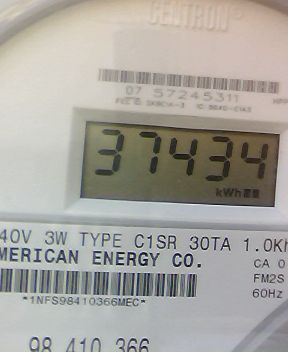 CENTRON®
07 57245311
37434
kWh
40V 3W TYPE C1SR 30TA 1.0Kh
MERICAN ENERGY CO.
CA 0
FM2S
60Hz
*1NFS98410366MEC*
98 410 366